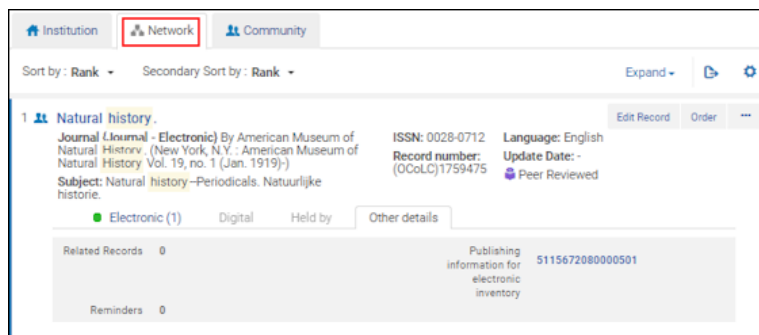 Institution Network Community
Sort by : Rank Secondary Sort by : Rank Expand
1 Natural history. Edit Record Order ...
Journal {Journal - Electronic} By American Museum of
Natural History. (New York, N.Y. : American Museum of
Natural History Vol. 19, no. 1 (Jan. 1919)-)
Subject: Natural history--Periodicals. Natuurlijke
historie.
ISSN: 0028-0712
Record number:
(OCoLC)1759475
Language: English
Update Date: -
Peer Reviewed
Electronic (1) Digital Held by Other details
Related Records 0
Reminders 0
Publishing
information for
electronic
inventory
5115672080000501